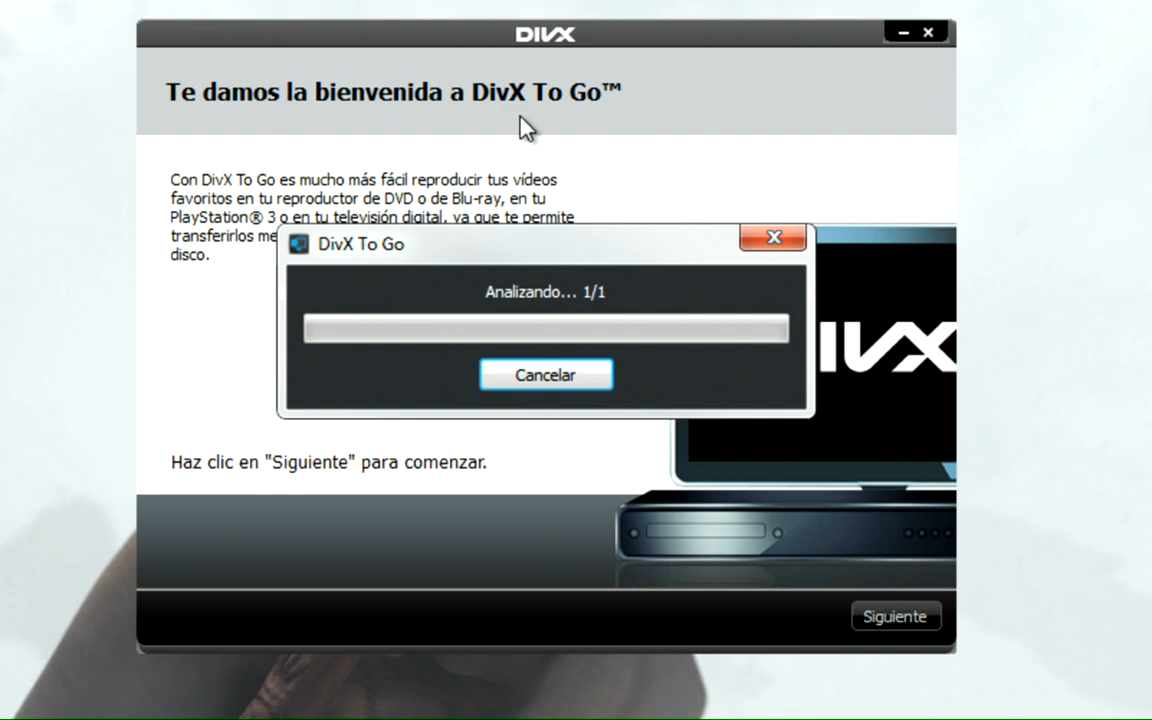 DIVX
Te damos la bienvenida a DivX To Go™
Con DivX To Go es mucho más fácil reproducir tus vídeos
favoritos en tu reproductor de DVD o de Blu-ray, en tu
PlayStation® 3 o en tu televisión digital, ya que te permite
transferirlos
disco.
DivX To Go
Analizando... 1/1
Cancelar
DIVX
Haz clic en "Siguiente" para comenzar.
Siguiente